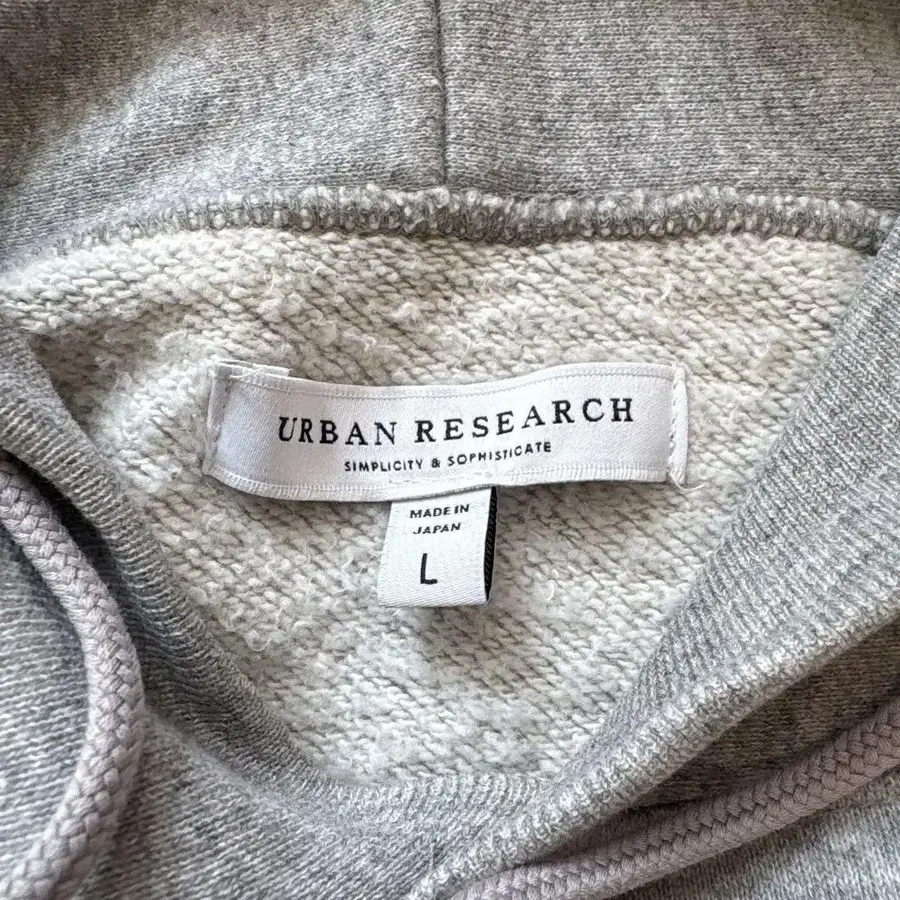 URBAN RESEARCH
SIMPLICITY & SOPHISTICATE
MADE IN
JAPAN
L